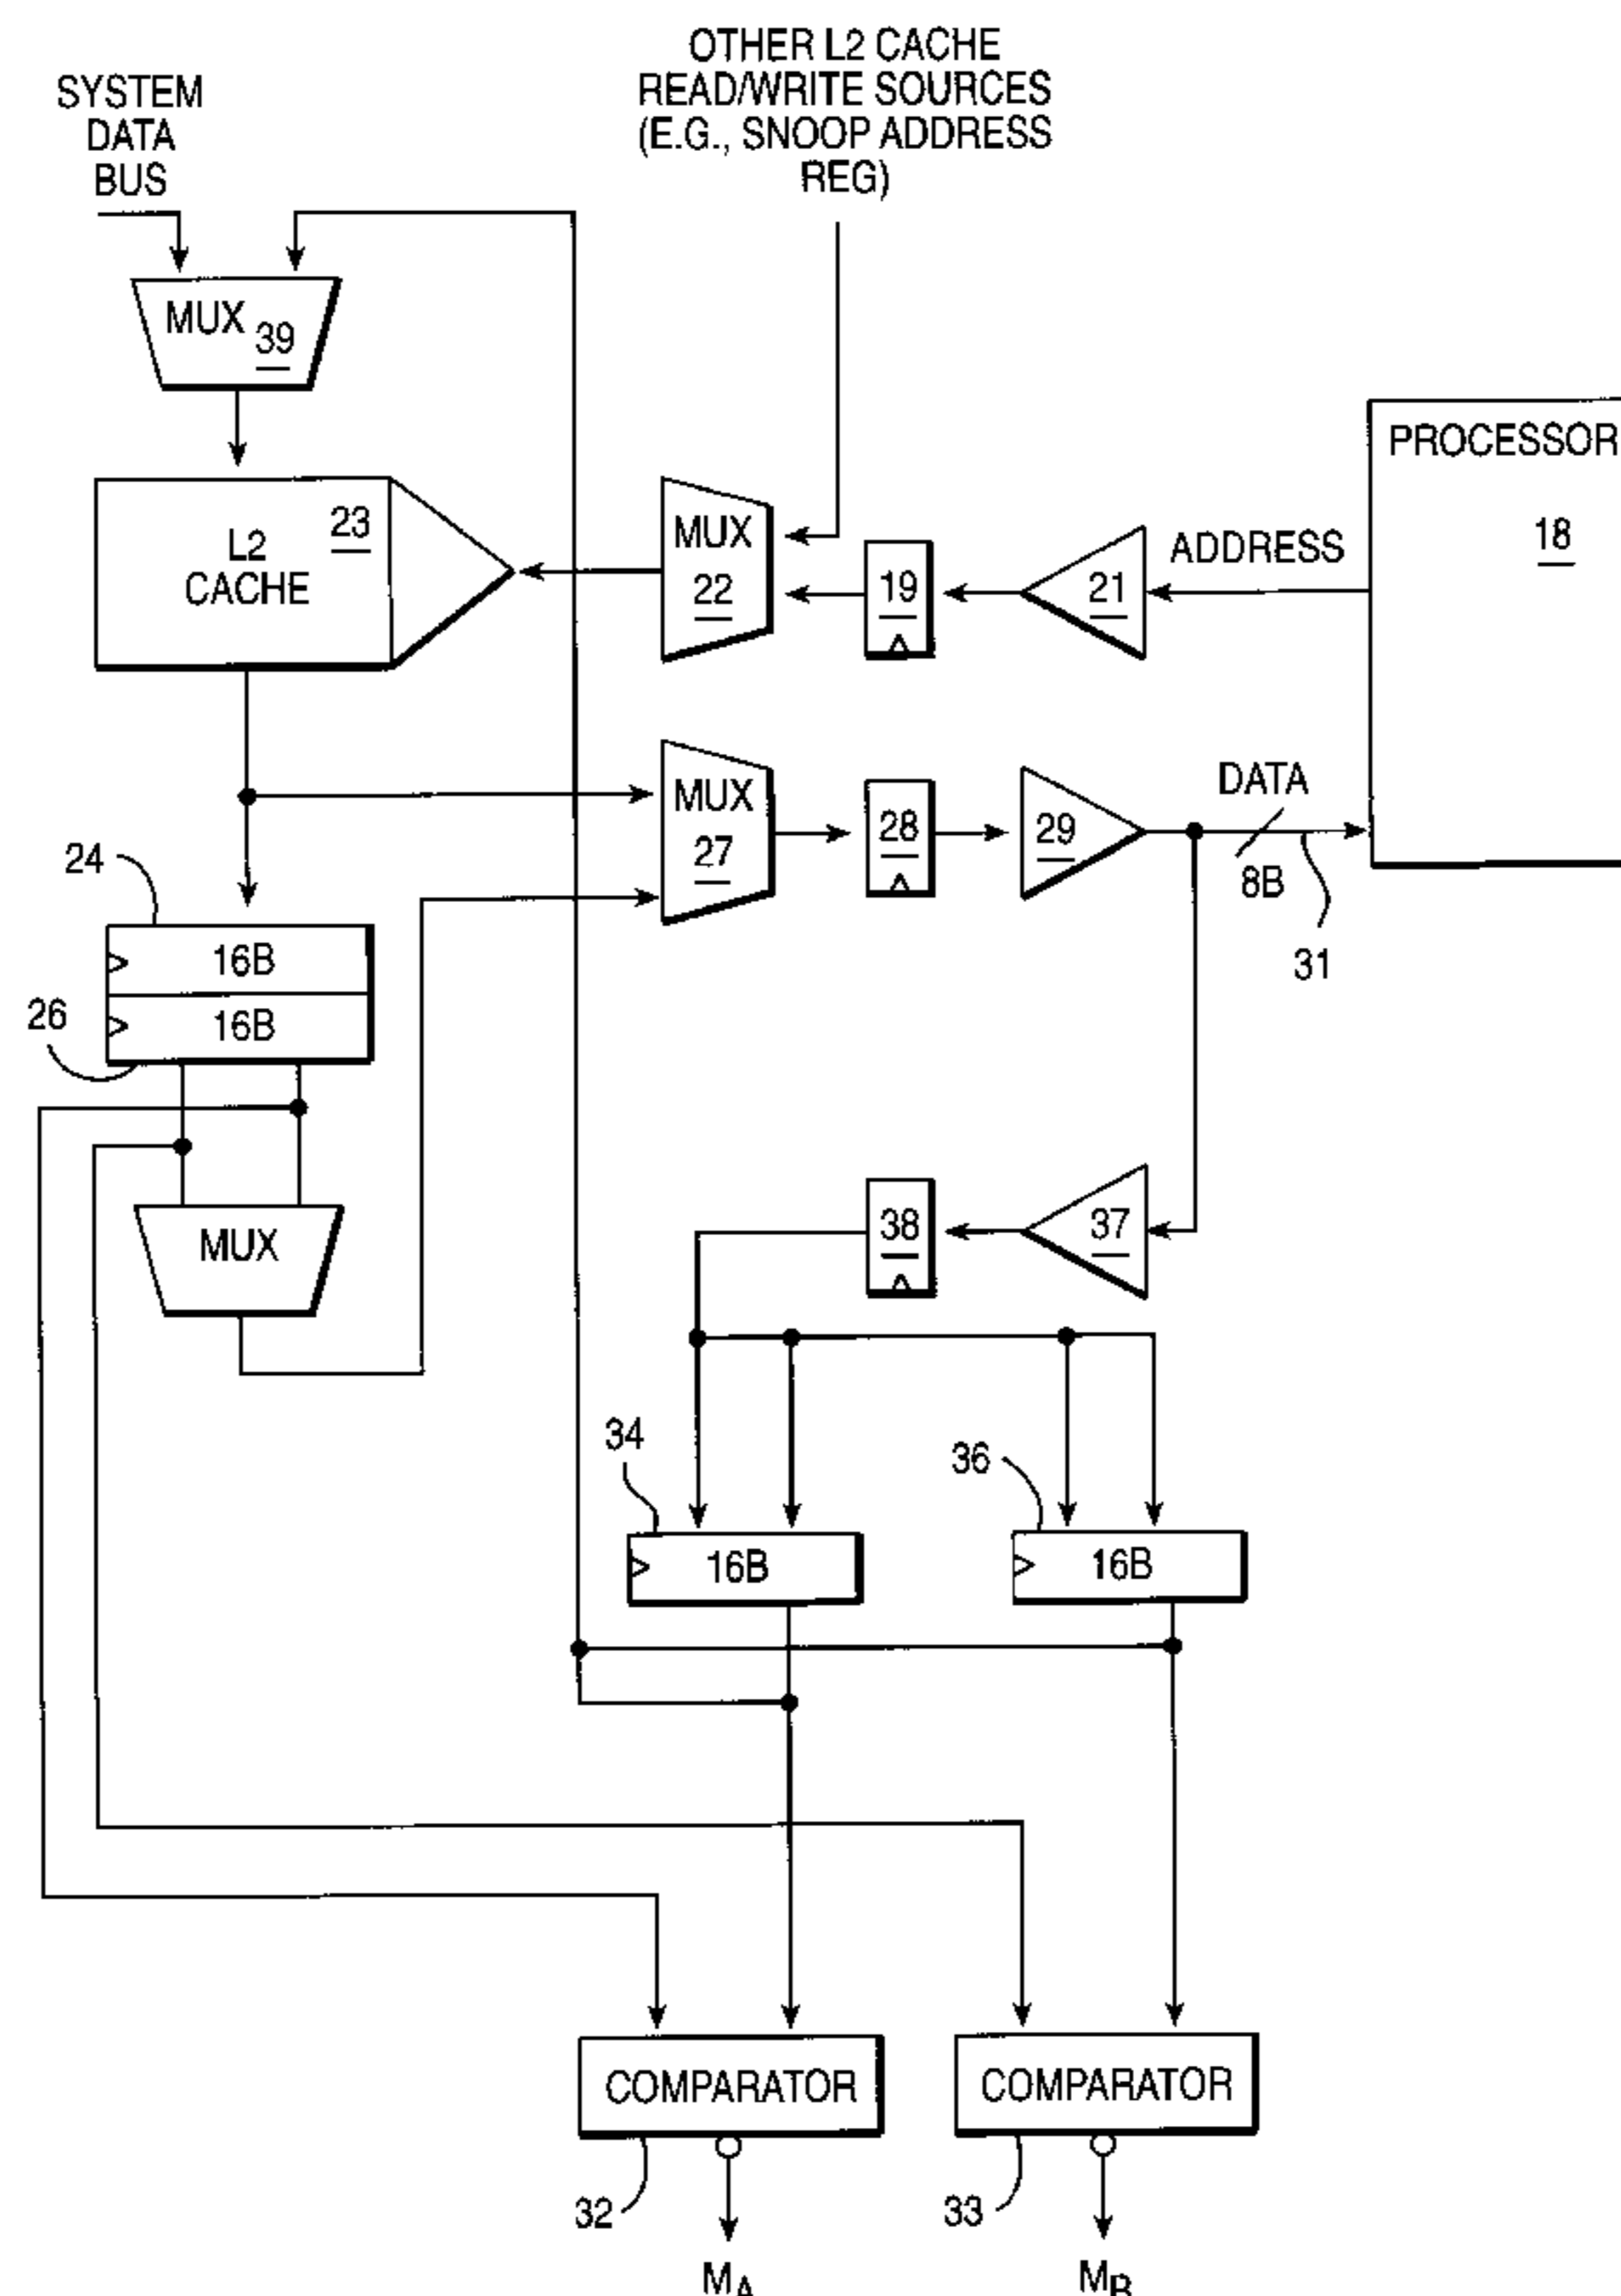 OTHER L2 CACHE
READ/WRITE SOURCES
(E.G., SNOOP ADDRESS
REG)
SYSTEM
DATA
BUS
MUX 39
PROCESSOR
18
L2
CACHE
23
MUX
22
19
21
ADDRESS
MUX
27
28
29
DATA
8B
31
24
16B
26
16B
MUX
38
37
34
16B
36
16B
COMPARATOR
32
COMPARATOR
33
MA
MB